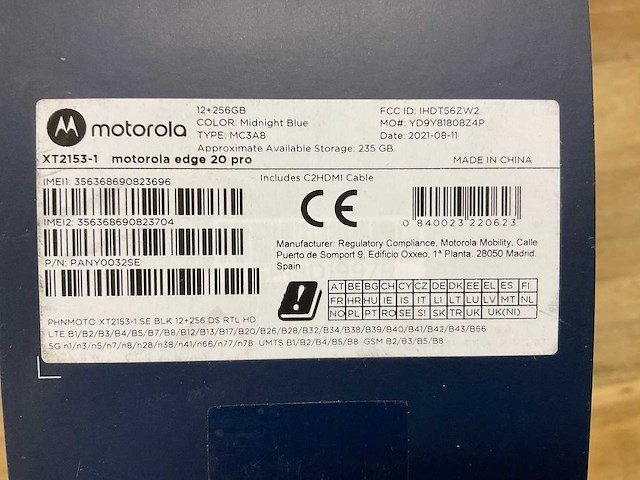 motorola
12+256GB
COLOR: Midnight Blue
TYPE: MC3A8
Approximate Available Storage: 235 GB
FCC ID: IHDT56ZW2
MO#: YD9Y81808Z4P
Date: 2021-08-11
XT2153-1 motorola edge 20 pro
MADE IN CHINA
IMEI1: 356368690823696
Includes C2HDMI Cable
CE
0 840023 220623
IMEI2: 356368690823704
P/N: PANY0032SE
Manufacturer: Regulatory Compliance, Motorola Mobility, Calle
Puerto de Somport 9, Edificio Oxxeo, 1ª Planta. 28050 Madrid.
Spain
AT BE BG CH CY CZ DE DK EE EL ES FI
FR HR HU IE IS IT LI LT LU LV MT NL
NO PL PT RO SE SI SK TR UK UK(NI)
PHNMOTO XT2153-1 SE BLK 12+256 DS RTL HD
LTE B1/B2/B3/B4/B5/B7/B8/B12/B13/B17/B20/B26/B28/B32/B34/B38/B39/B40/B41/B42/B43/B66
5G n1/n3/n5/n7/n8/n28/n38/n41/n66/n77/n78 UMTS B1/B2/B4/B5/B8 GSM B2/B3/B5/B8